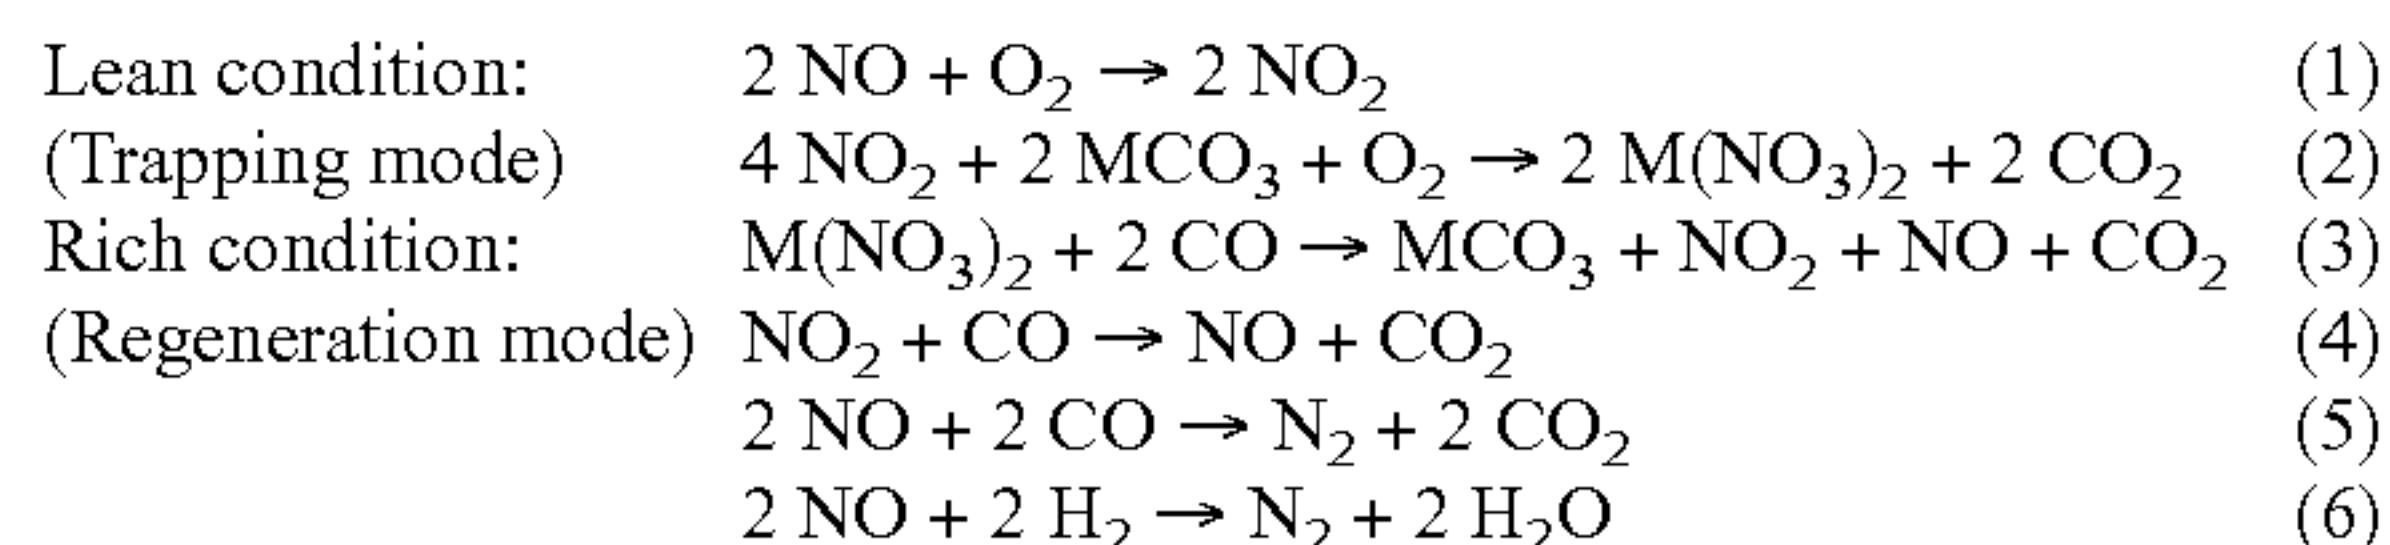 Lean condition: 2 NO + O₂ → 2 NO₂ (1)
(Trapping mode) 4 NO₂ + 2 MCO₃ + O₂ → 2 M(NO₃)₂ + 2 CO₂ (2)
Rich condition: M(NO₃)₂ + 2 CO → MCO₃ + NO₂ + NO + CO₂ (3)
(Regeneration mode) NO₂ + CO → NO + CO₂ (4)
2 NO + 2 CO → N₂ + 2 CO₂ (5)
2 NO + 2 H₂ → N₂ + 2 H₂O (6)